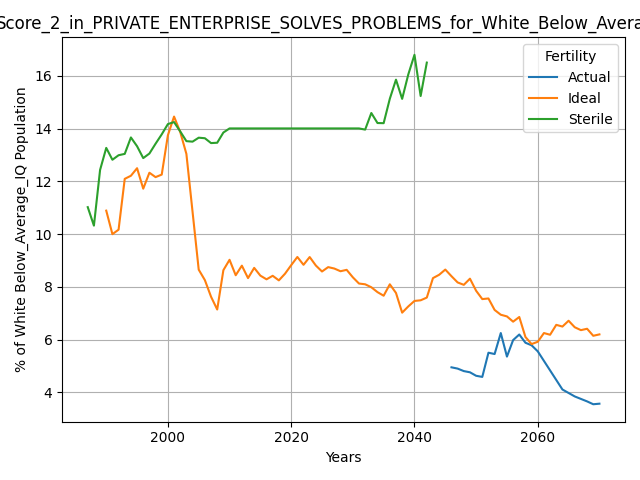 Score_2_in_PRIVATE_ENTERPRISE_SOLVES_PROBLEMS_for_White_Below_Avera
Fertility
Actual
Ideal
Sterile
% of White Below_Average_IQ Population
16
14
12
10
8
6
4
2000
2020
2040
2060
Years